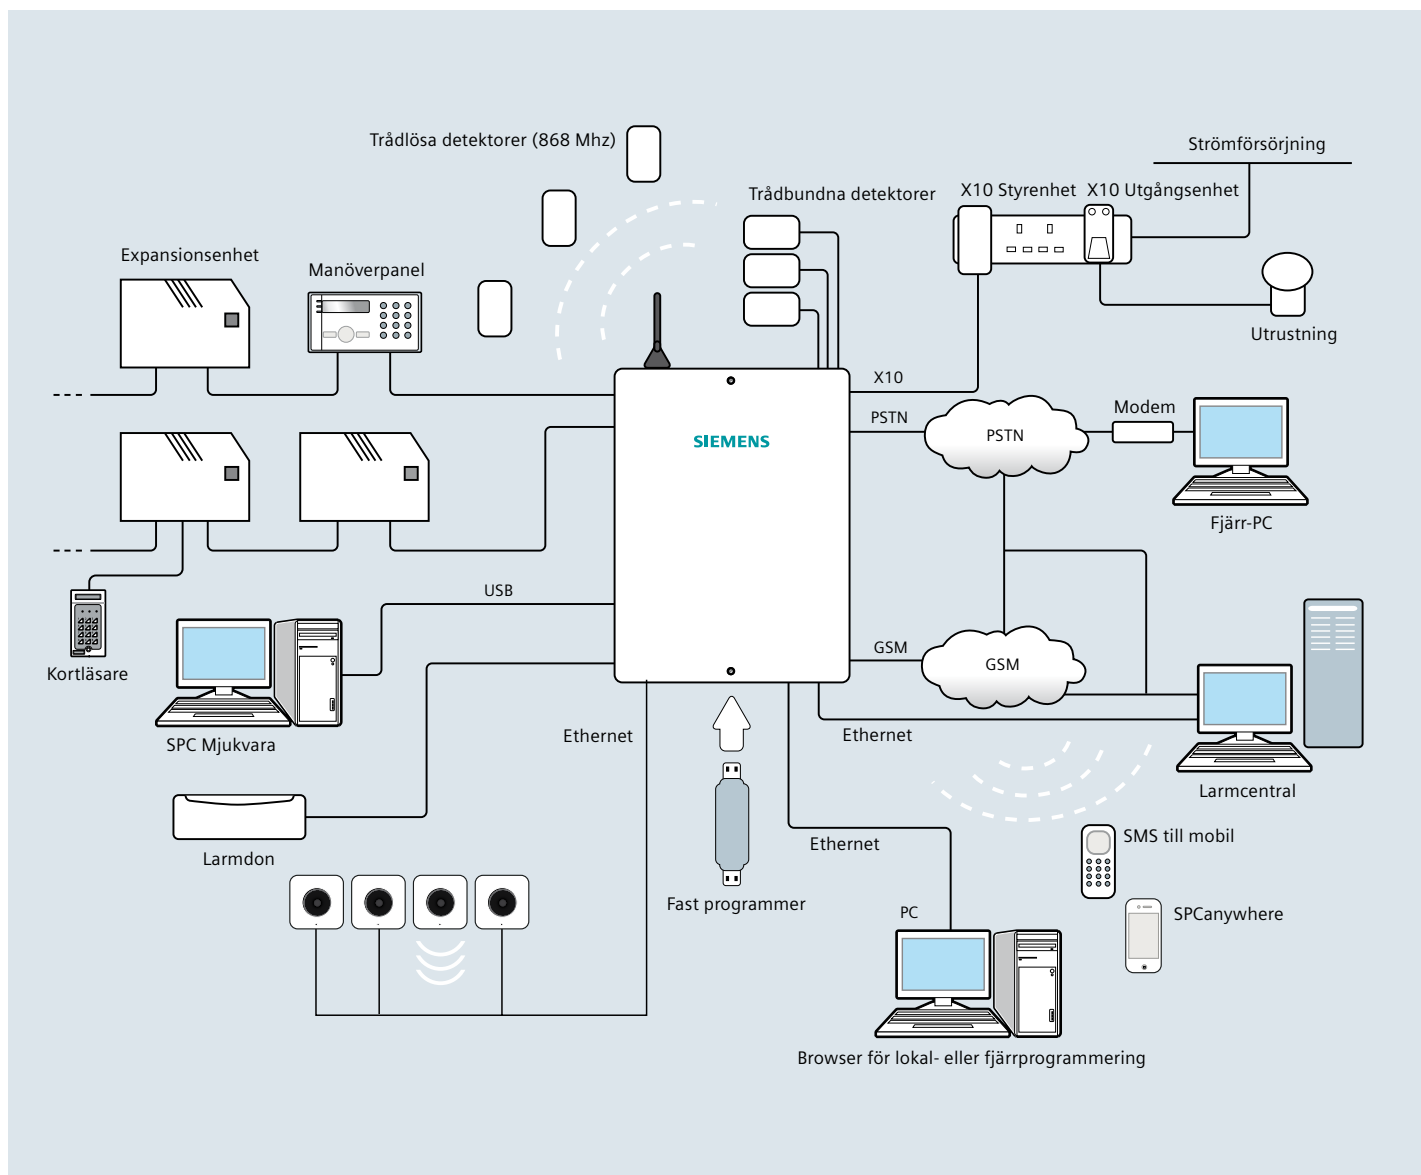 Trådlösa detektorer (868 Mhz)
Strömförsörjning
Trådbundna detektorer
X10 Styrenhet
X10 Utgångsenhet
Expansionsenhet
Manöverpanel
Utrustning
X10
PSTN
PSTN
Modem
SIEMENS
Fjärr-PC
USB
GSM
GSM
Kortläsare
SPC Mjukvara
Ethernet
Ethernet
Larmcentral
Larmdon
Ethernet
SMS till mobil
Fast programmer
PC
SPCanywhere
Browser för lokal- eller fjärrprogrammering